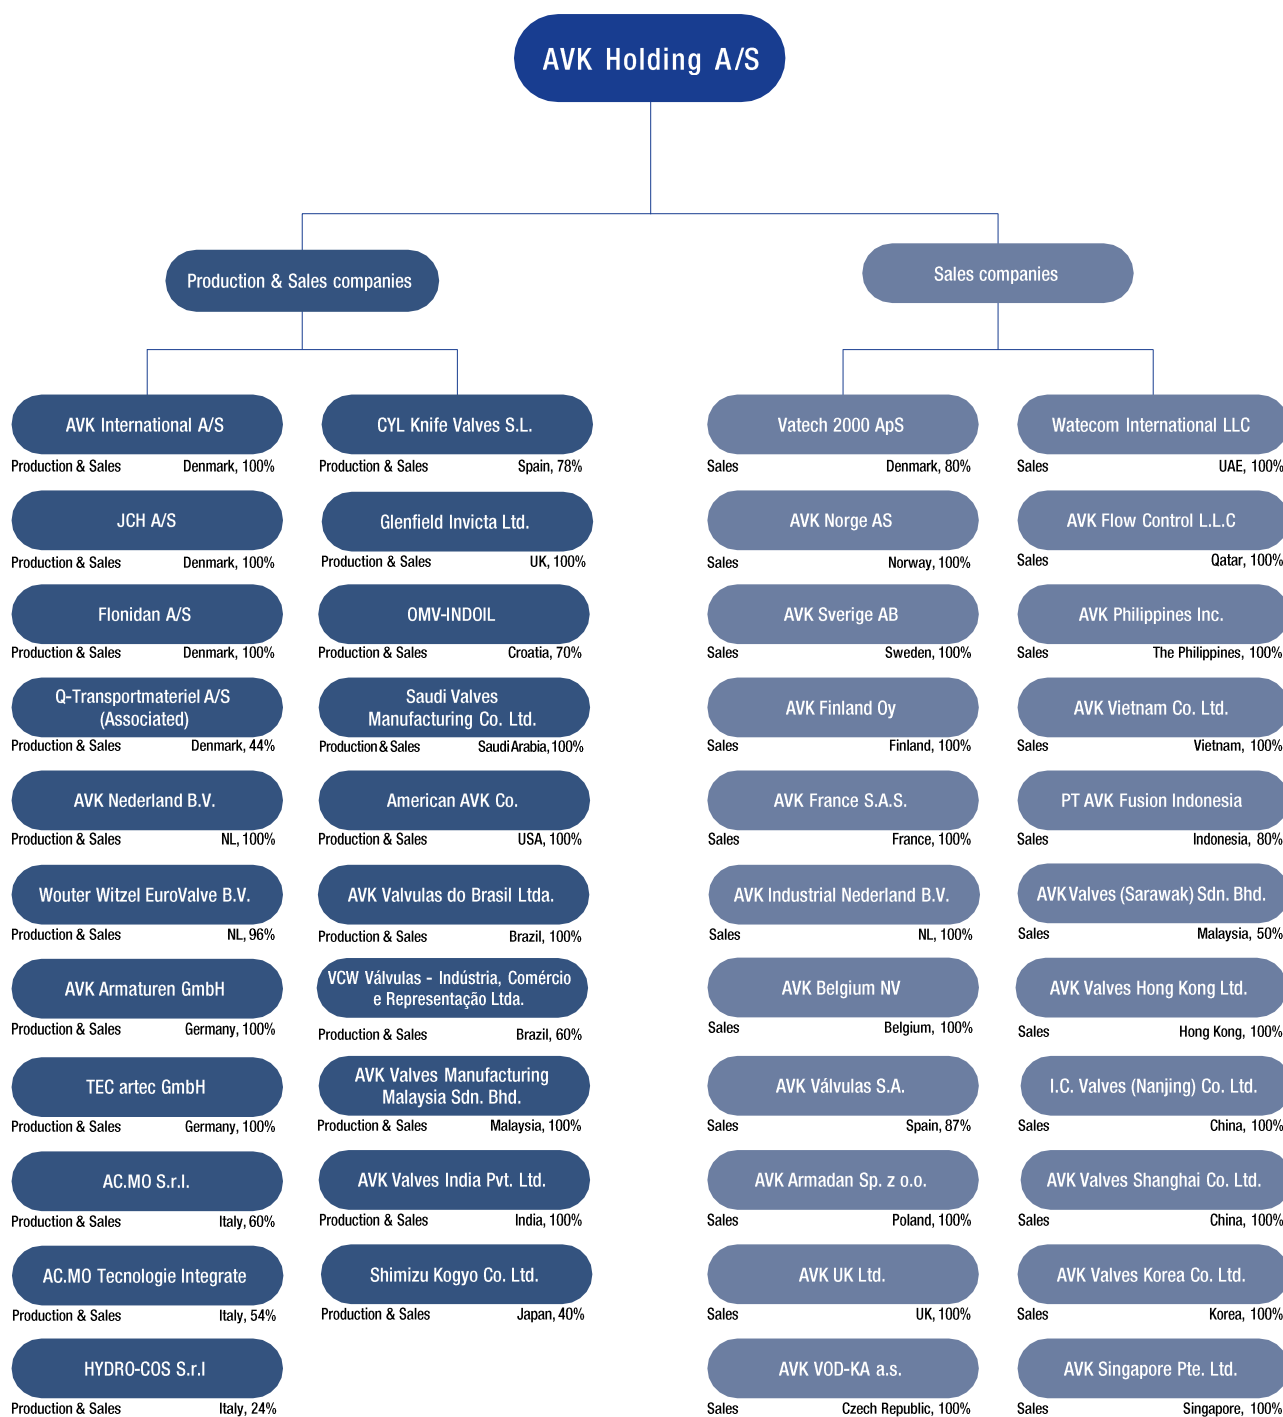 AVK Holding A/S
Production & Sales companies
Sales companies
AVK International A/S
Production & Sales Denmark, 100%
JCH A/S
Production & Sales Denmark, 100%
Flonidan A/S
Production & Sales Denmark, 100%
Q-Transportmateriel A/S
(Associated)
Production & Sales Denmark, 44%
AVK Nederland B.V.
Production & Sales NL, 100%
Wouter Witzel EuroValve B.V.
Production & Sales NL, 96%
AVK Armaturen GmbH
Production & Sales Germany, 100%
TEC artec GmbH
Production & Sales Germany, 100%
AC.MO S.r.l.
Production & Sales Italy, 60%
AC.MO Tecnologie Integrate
Production & Sales Italy, 54%
HYDRO-COS S.r.l
Production & Sales Italy, 24%
CYL Knife Valves S.L.
Production & Sales Spain, 78%
Glenfield Invicta Ltd.
Production & Sales UK, 100%
OMV-INDOIL
Production & Sales Croatia, 70%
Saudi Valves
Manufacturing Co. Ltd.
Production & Sales Saudi Arabia, 100%
American AVK Co.
Production & Sales USA, 100%
AVK Valvulas do Brasil Ltda.
Production & Sales Brazil, 100%
VCW Válvulas - Indústria, Comércio
e Representação Ltda.
Production & Sales Brazil, 60%
AVK Valves Manufacturing
Malaysia Sdn. Bhd.
Production & Sales Malaysia, 100%
AVK Valves India Pvt. Ltd.
Production & Sales India, 100%
Shimizu Kogyo Co. Ltd.
Production & Sales Japan, 40%
Vatech 2000 ApS
Sales Denmark, 80%
AVK Norge AS
Sales Norway, 100%
AVK Sverige AB
Sales Sweden, 100%
AVK Finland Oy
Sales Finland, 100%
AVK France S.A.S.
Sales France, 100%
AVK Industrial Nederland B.V.
Sales NL, 100%
AVK Belgium NV
Sales Belgium, 100%
AVK Válvulas S.A.
Sales Spain, 87%
AVK Armadan Sp. z o.o.
Sales Poland, 100%
AVK UK Ltd.
Sales UK, 100%
AVK VOD-KA a.s.
Sales Czech Republic, 100%
Watecom International LLC
Sales UAE, 100%
AVK Flow Control L.L.C
Sales Qatar, 100%
AVK Philippines Inc.
Sales The Philippines, 100%
AVK Vietnam Co. Ltd.
Sales Vietnam, 100%
PT AVK Fusion Indonesia
Sales Indonesia, 80%
AVK Valves (Sarawak) Sdn. Bhd.
Sales Malaysia, 50%
AVK Valves Hong Kong Ltd.
Sales Hong Kong, 100%
I.C. Valves (Nanjing) Co. Ltd.
Sales China, 100%
AVK Valves Shanghai Co. Ltd.
Sales China, 100%
AVK Valves Korea Co. Ltd.
Sales Korea, 100%
AVK Singapore Pte. Ltd.
Sales Singapore, 100%